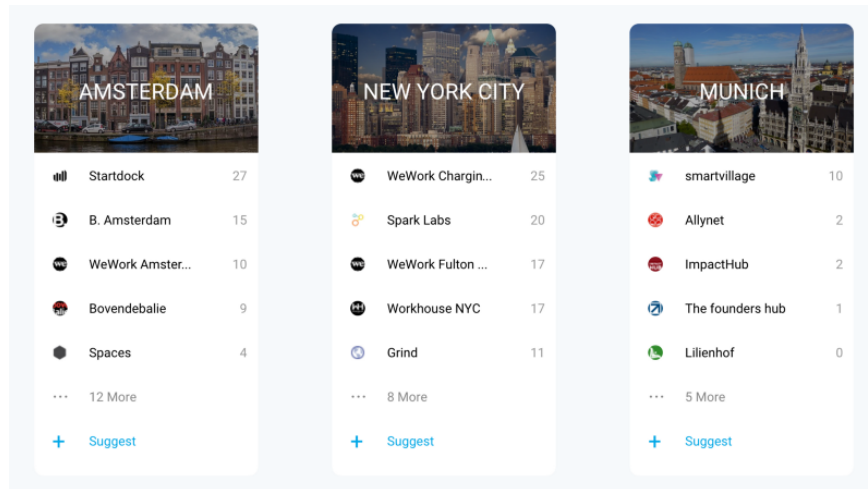 AMSTERDAM
Startdock 27
B. Amsterdam 15
WeWork Amster... 10
Bovendebalie 9
Spaces 4
... 12 More
+ Suggest
NEW YORK CITY
we WeWork Chargin... 25
Spark Labs 20
we WeWork Fulton ... 17
Workhouse NYC 17
Grind 11
... 8 More
+ Suggest
MUNICH
smartvillage 10
Allynet 2
ImpactHub 2
The founders hub 1
Lilienhof 0
... 5 More
+ Suggest